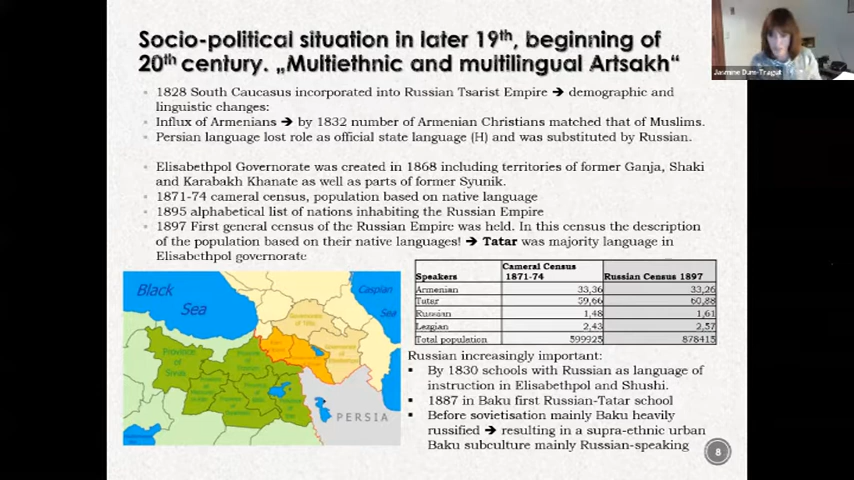 Socio-political situation in later 19th, beginning of
20th century. „Multiethnic and multilingual Artsakh“
Jasmine Dum-Tragut
1828 South Caucasus incorporated into Russian Tsarist Empire ➔ demographic and
linguistic changes:
Influx of Armenians ➔ by 1832 number of Armenian Christians matched that of Muslims.
Persian language lost role as official state language (H) and was substituted by Russian.
Elisabethpol Governorate was created in 1868 including territories of former Ganja, Shaki
and Karabakh Khanate as well as parts of former Syunik.
1871-74 cameral census, population based on native language
1895 alphabetical list of nations inhabiting the Russian Empire
1897 First general census of the Russian Empire was held. In this census the description
of the population based on their native languages! ➔ Tatar was majority language in
Elisabethpol governorate
Black
Sea
Caspian
Sea
Province of
Sivas
PERSIA
Speakers Cameral Census 1871-74 Russian Census 1897
Armenian 33,36 33,26
Tatar 59,66 60,88
Russian 1,48 1,61
Lezgian 2,43 2,57
Total population 599925 878415
Russian increasingly important:
▪ By 1830 schools with Russian as language of
instruction in Elisabethpol and Shushi.
▪ 1887 in Baku first Russian-Tatar school
▪ Before sovietisation mainly Baku heavily
russified ➔ resulting in a supra-ethnic urban
Baku subculture mainly Russian-speaking
8